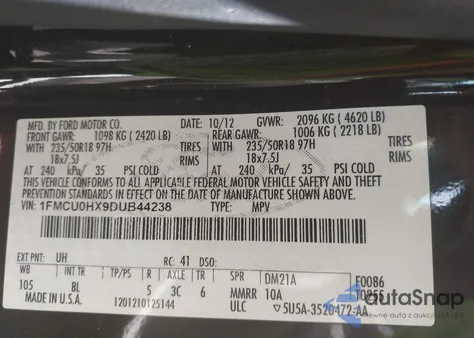 MFD. BY FORD MOTOR CO.
DATE: 10/12 GVWR: 2096 KG ( 4620 LB)
FRONT GAWR: 1098 KG ( 2420 LB) REAR GAWR: 1006 KG ( 2218 LB)
WITH 235/50R18 97H TIRES WITH 235/50R18 97H TIRES
18x7.5J RIMS 18x7.5J RIMS
AT 240 kPa/ 35 PSI COLD AT 240 kPa/ 35 PSI COLD
THIS VEHICLE CONFORMS TO ALL APPLICABLE FEDERAL MOTOR VEHICLE SAFETY AND THEFT
PREVENTION STANDARDS IN EFFECT ON THE DATE OF MANUFACTURE SHOWN ABOVE.
VIN: 1FMCU0HX9DUB44238 TYPE: MPV
EXT PNT: UH RC: 41 DSO:
WB INT TR TP/PS R AXLE TR SPR DM21A F0086
105 8L 5 3C 6 MMRR 10A
MADE IN U.S.A. 1201210125144 ULC 5U5A-3520472-AA
autoSnap